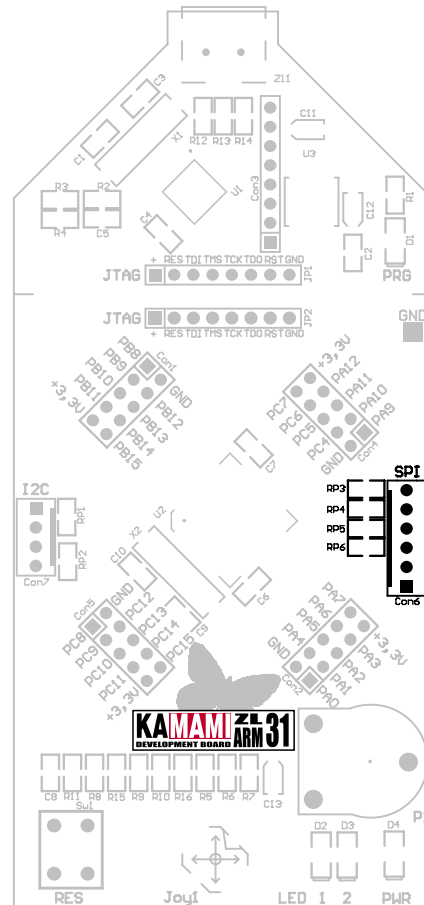 Z11
C3
X1
C1
R12 R13 R14
Con3
C11
U3
U1
R3
R2
R4
C5
C4
C12
C2
R1
D1
PRG
+ RES TDI TMS TCK TDO RST GND
JTAG
JP1
+ RES TDI TMS TCK TDO RST GND
JTAG
JP2
GND
PB8
Con1
PB9
PB10
PB11
+3,3V
GND
PB12
PB13
PB14
PB15
+3,3V
PA12
PA11
PA10
PA9
PC7
PC6
PC5
PC4
GND
Con4
C7
I2C
RP1
RP2
Con7
SPI
RP3
RP4
RP5
RP6
Con6
U2
X2
C10
C6
C9
Con5
GND
PC12
PC13
PC14
PC15
PC8
PC9
PC10
PC11
+3,3V
PA7
PA6
PA5
PA4
GND
+3,3V
PA3
PA2
PA1
PA0
Con2
KAMAMI ZL
DEVELOPMENT BOARD ARM 31
C8 R11 R8 R15 R9 R10 R16 R5 R6 R7 C13
Sw1
RES
Joy1
D2 D3 D4
LED 1 2 PWR